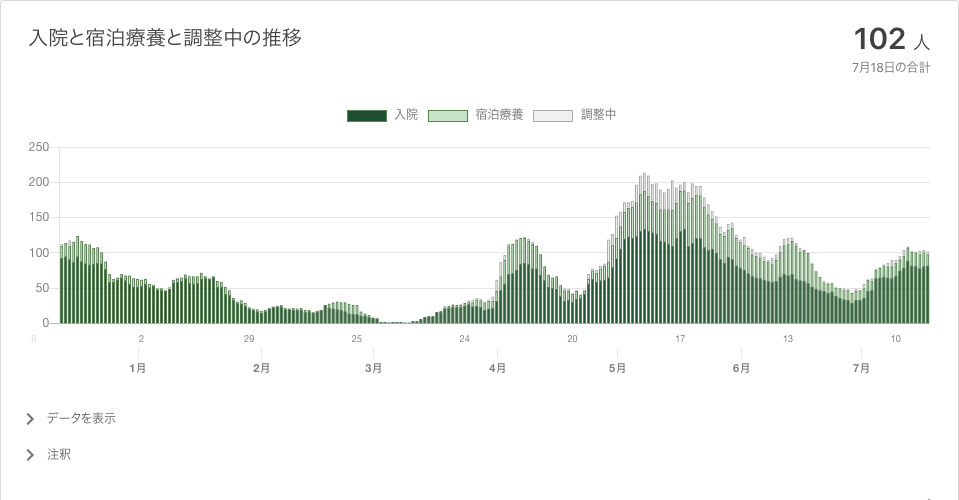 入院と宿泊療養と調整中の推移
102 人
7月18日の合計
入院 宿泊療養 調整中
250
200
150
100
50
0
6 2 29 25 24 20 17 13 10
1月 2月 3月 4月 5月 6月 7月
データを表示
注釈